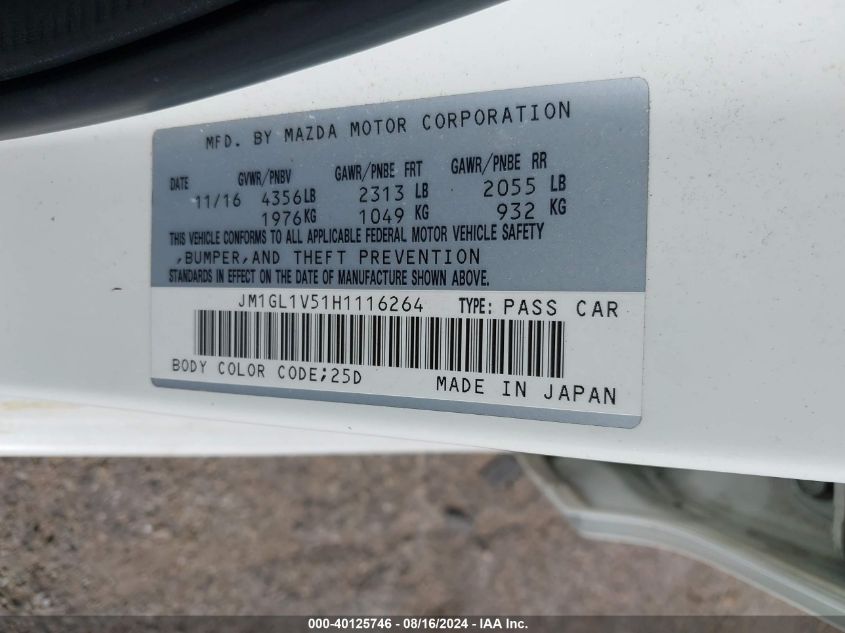 MFD. BY MAZDA MOTOR CORPORATION
DATE GVWR/PNBV GAWR/PNBE FRT GAWR/PNBE RR
11/16 4356LB 2313 LB 2055 LB
1976KG 1049 KG 932 KG
THIS VEHICLE CONFORMS TO ALL APPLICABLE FEDERAL MOTOR VEHICLE SAFETY
,BUMPER,AND THEFT PREVENTION
STANDARDS IN EFFECT ON THE DATE OF MANUFACTURE SHOWN ABOVE.
JM1GL1V51H1116264 TYPE: PASS CAR
BODY COLOR CODE;25D MADE IN JAPAN
000-40125746 - 08/16/2024 - IAA Inc.